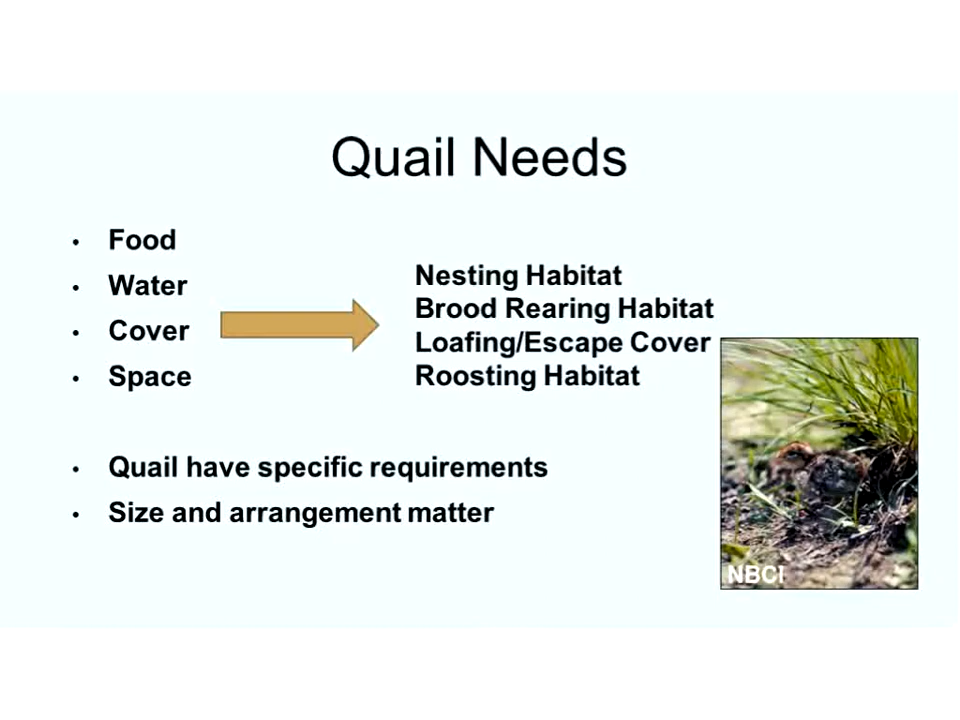 Quail Needs
• Food
• Water
• Cover
• Space
Nesting Habitat
Brood Rearing Habitat
Loafing/Escape Cover
Roosting Habitat
• Quail have specific requirements
• Size and arrangement matter
NBCI